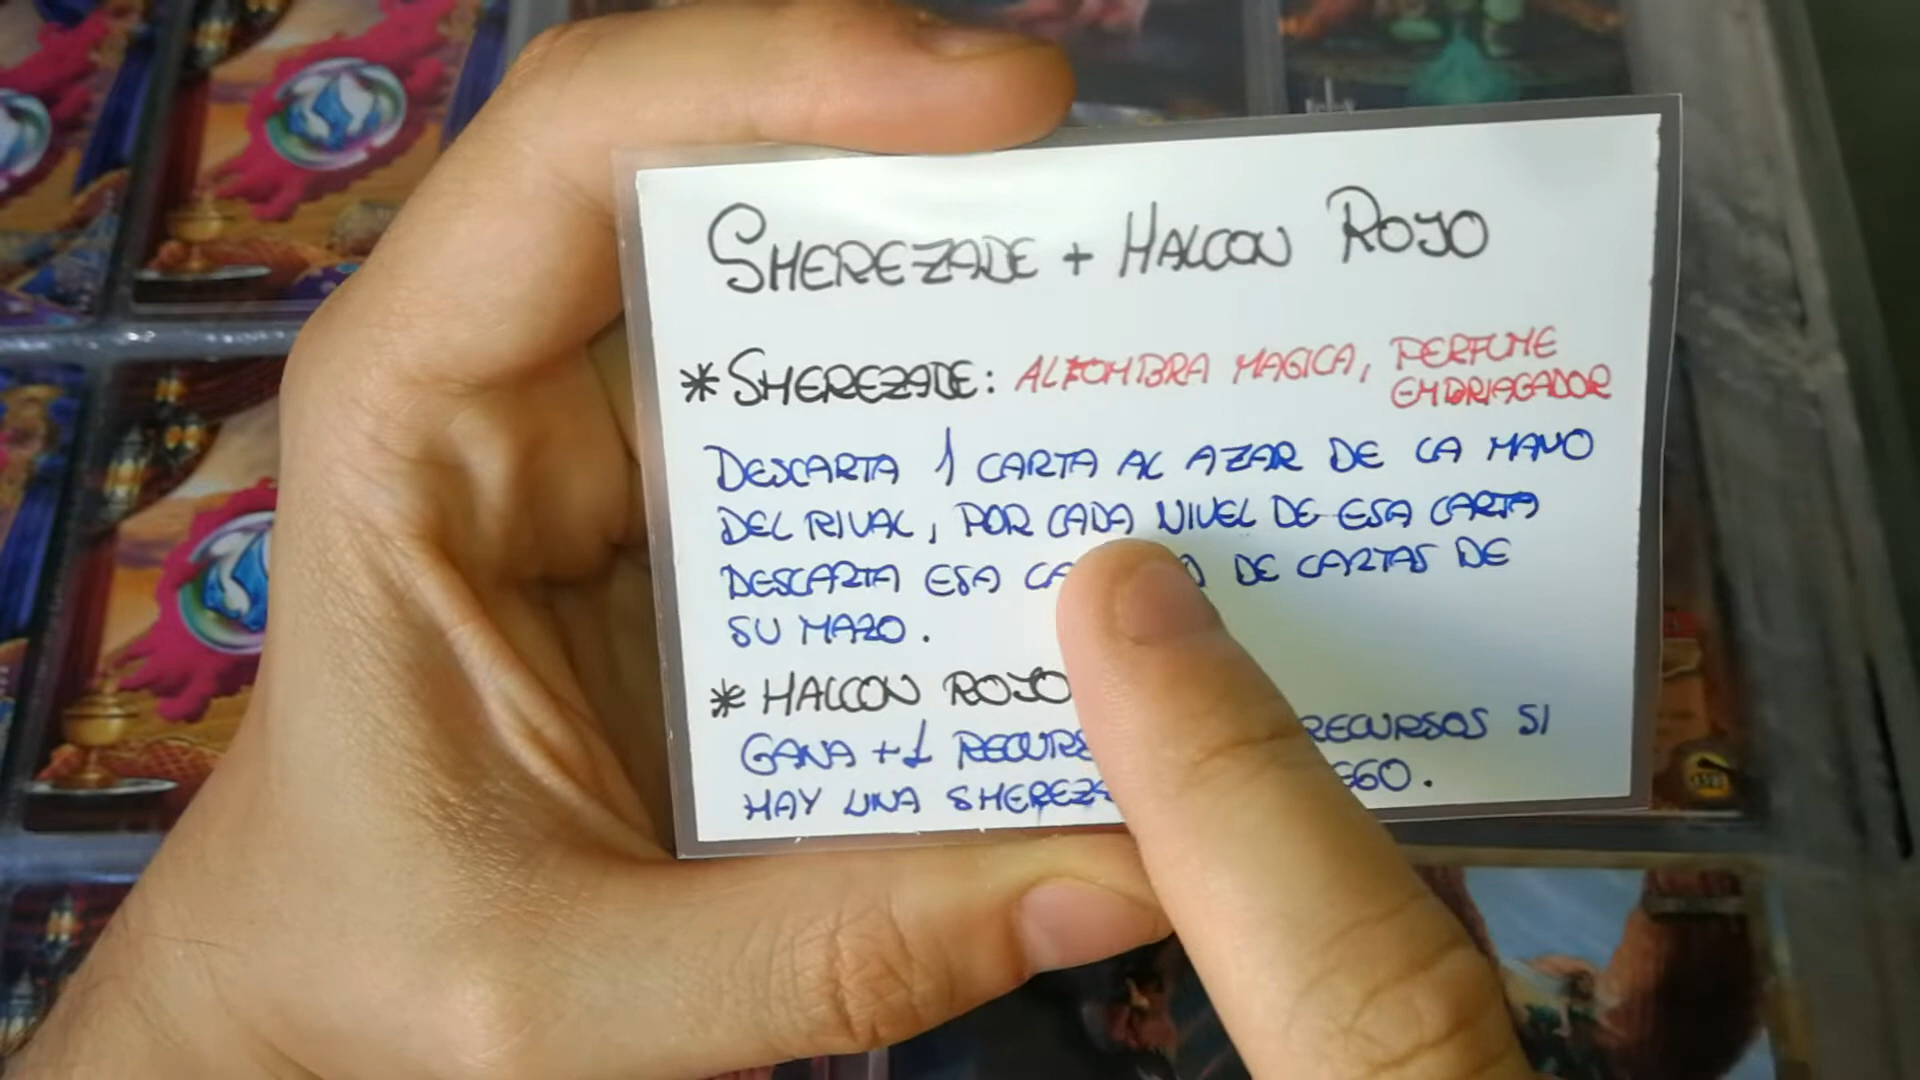 SHEREZADE + HALCON ROJO
* SHEREZADE: ALFOMBRA MAGICA, PERFUME
EMBRIAGADOR
DESCARTA 1 CARTA AL AZAR DE LA MANO
DEL RIVAL, POR CADA NIVEL DE ESA CARTA
DESCARTA ESA DE CARTAS DE
SU MAZO.
* HALCON ROJO
GANA +1 RECURSOS SI
HAY UNA